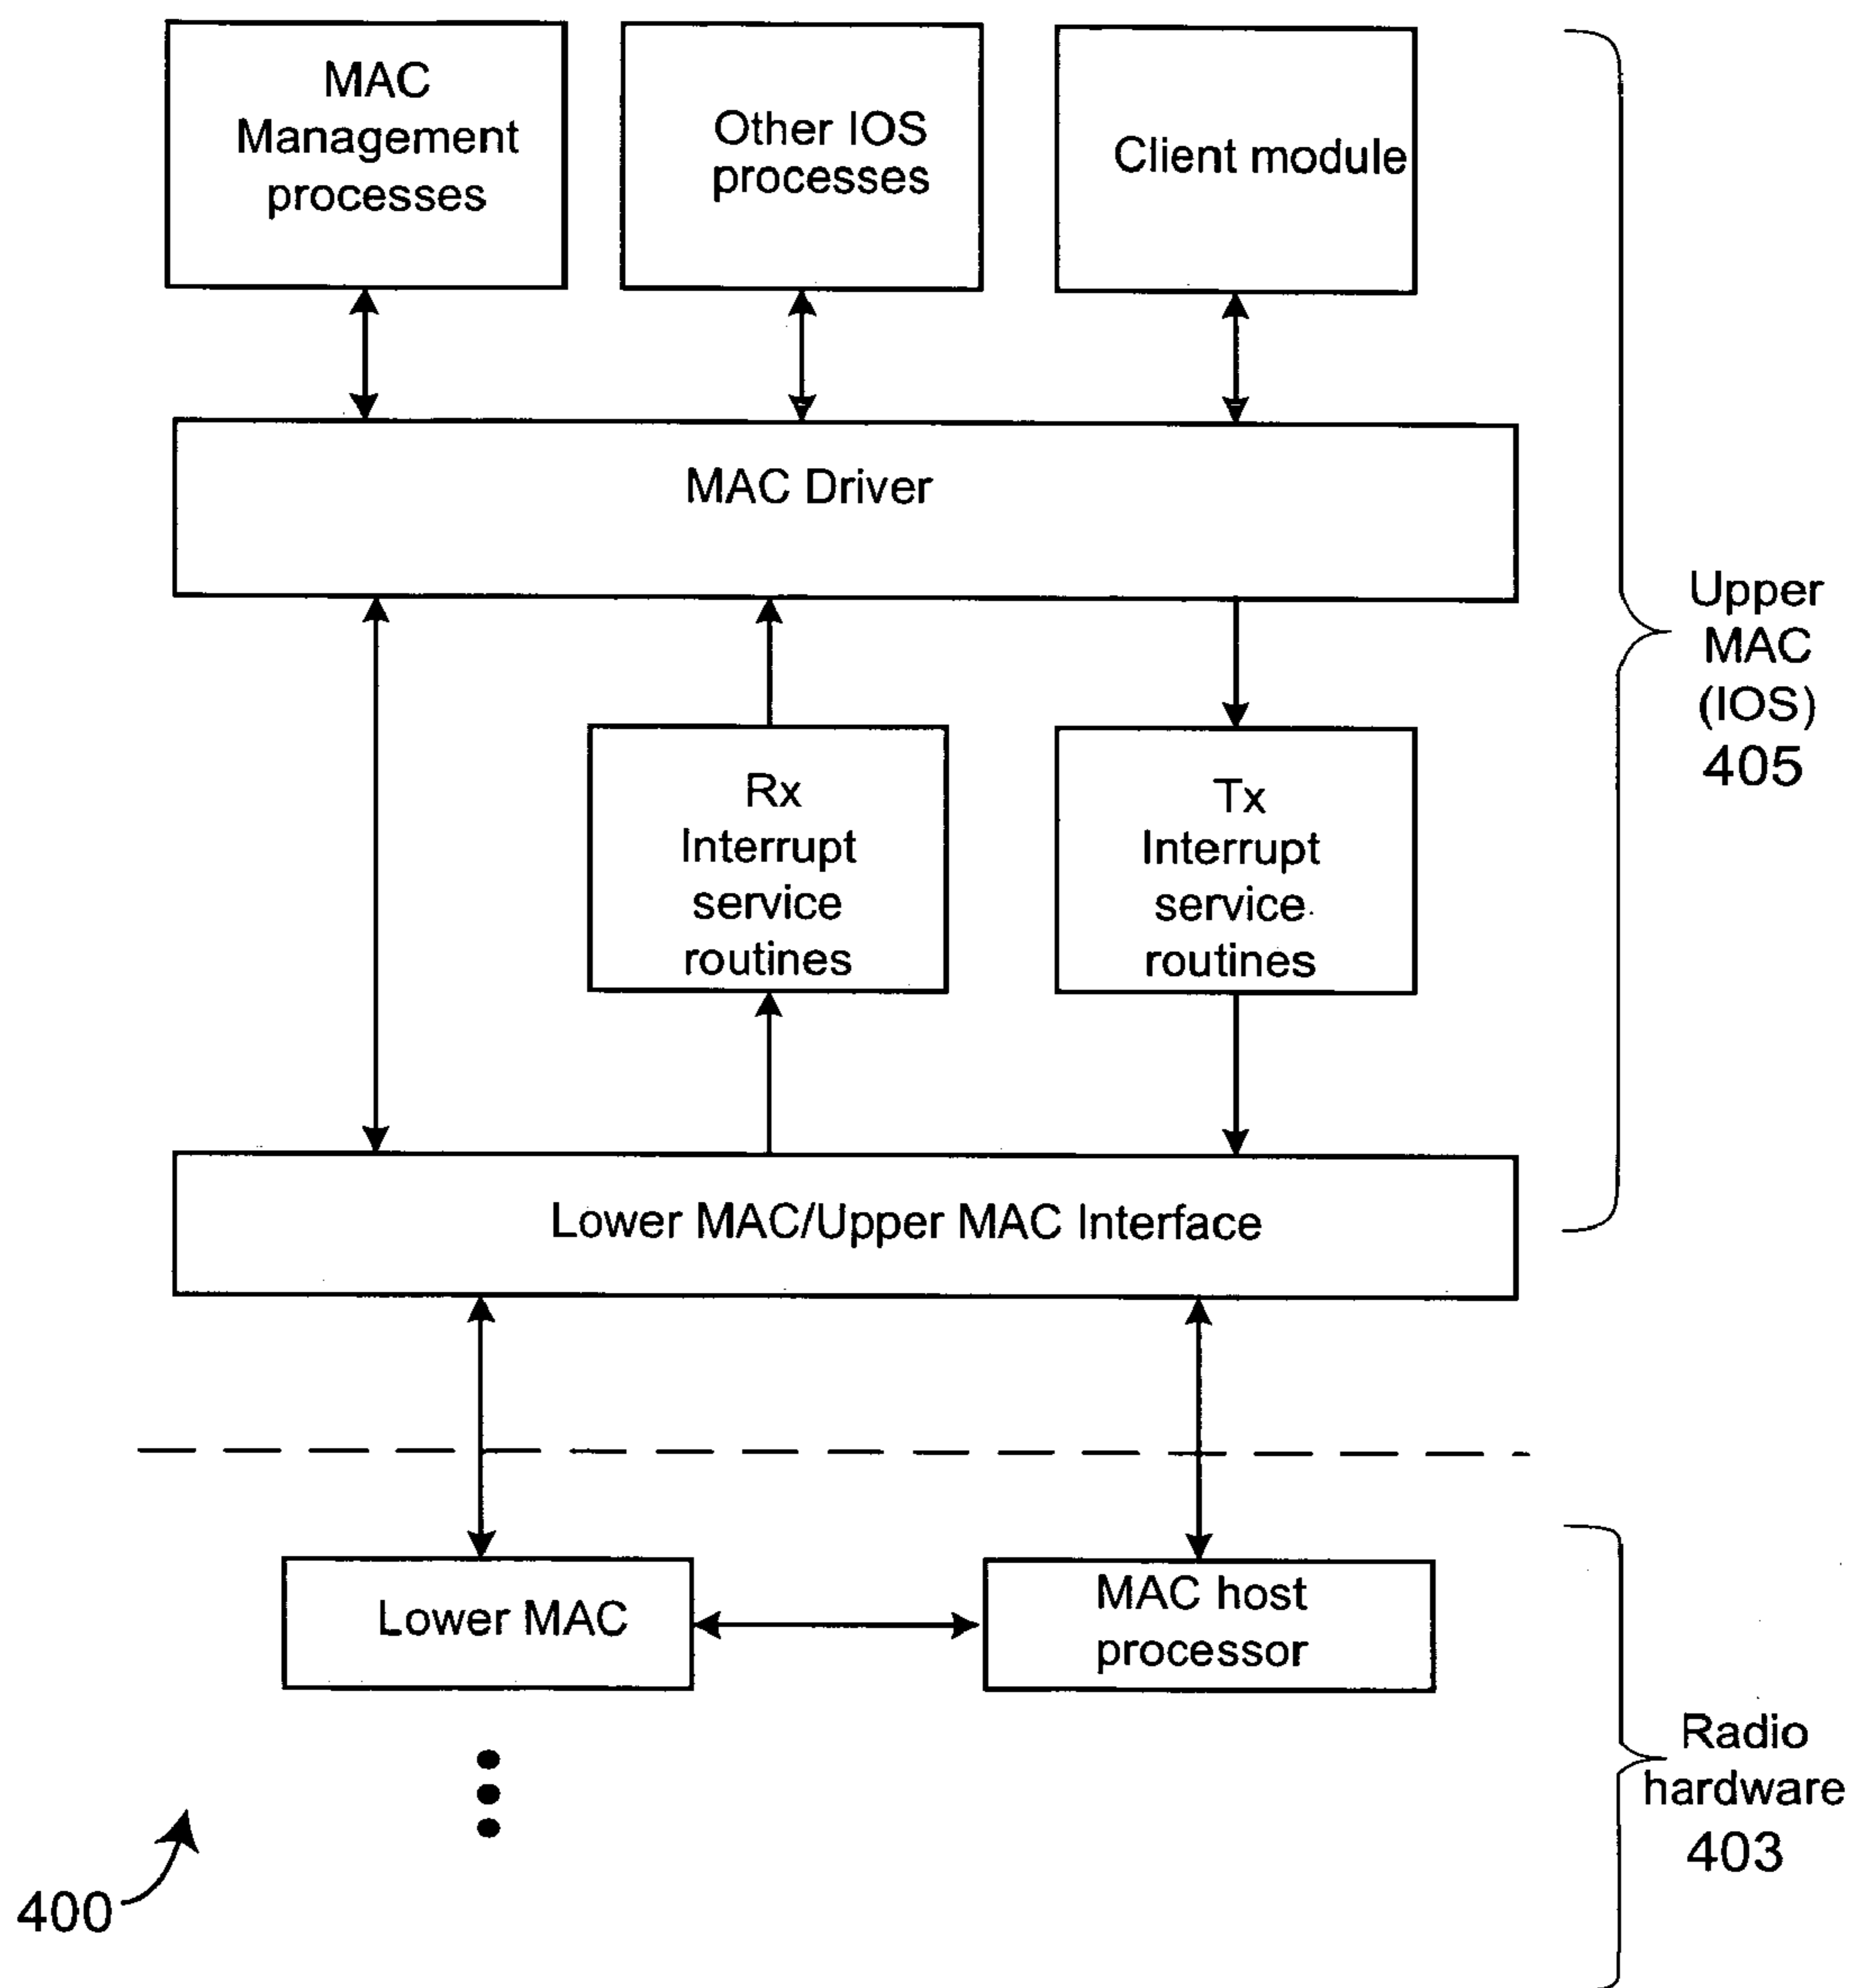 MAC
Management
processes
Other IOS
processes
Client module
MAC Driver
Upper
MAC
(IOS)
405
Rx
Interrupt
service
routines
Tx
Interrupt
service
routines
Lower MAC/Upper MAC Interface
Lower MAC
MAC host
processor
Radio
hardware
403
400